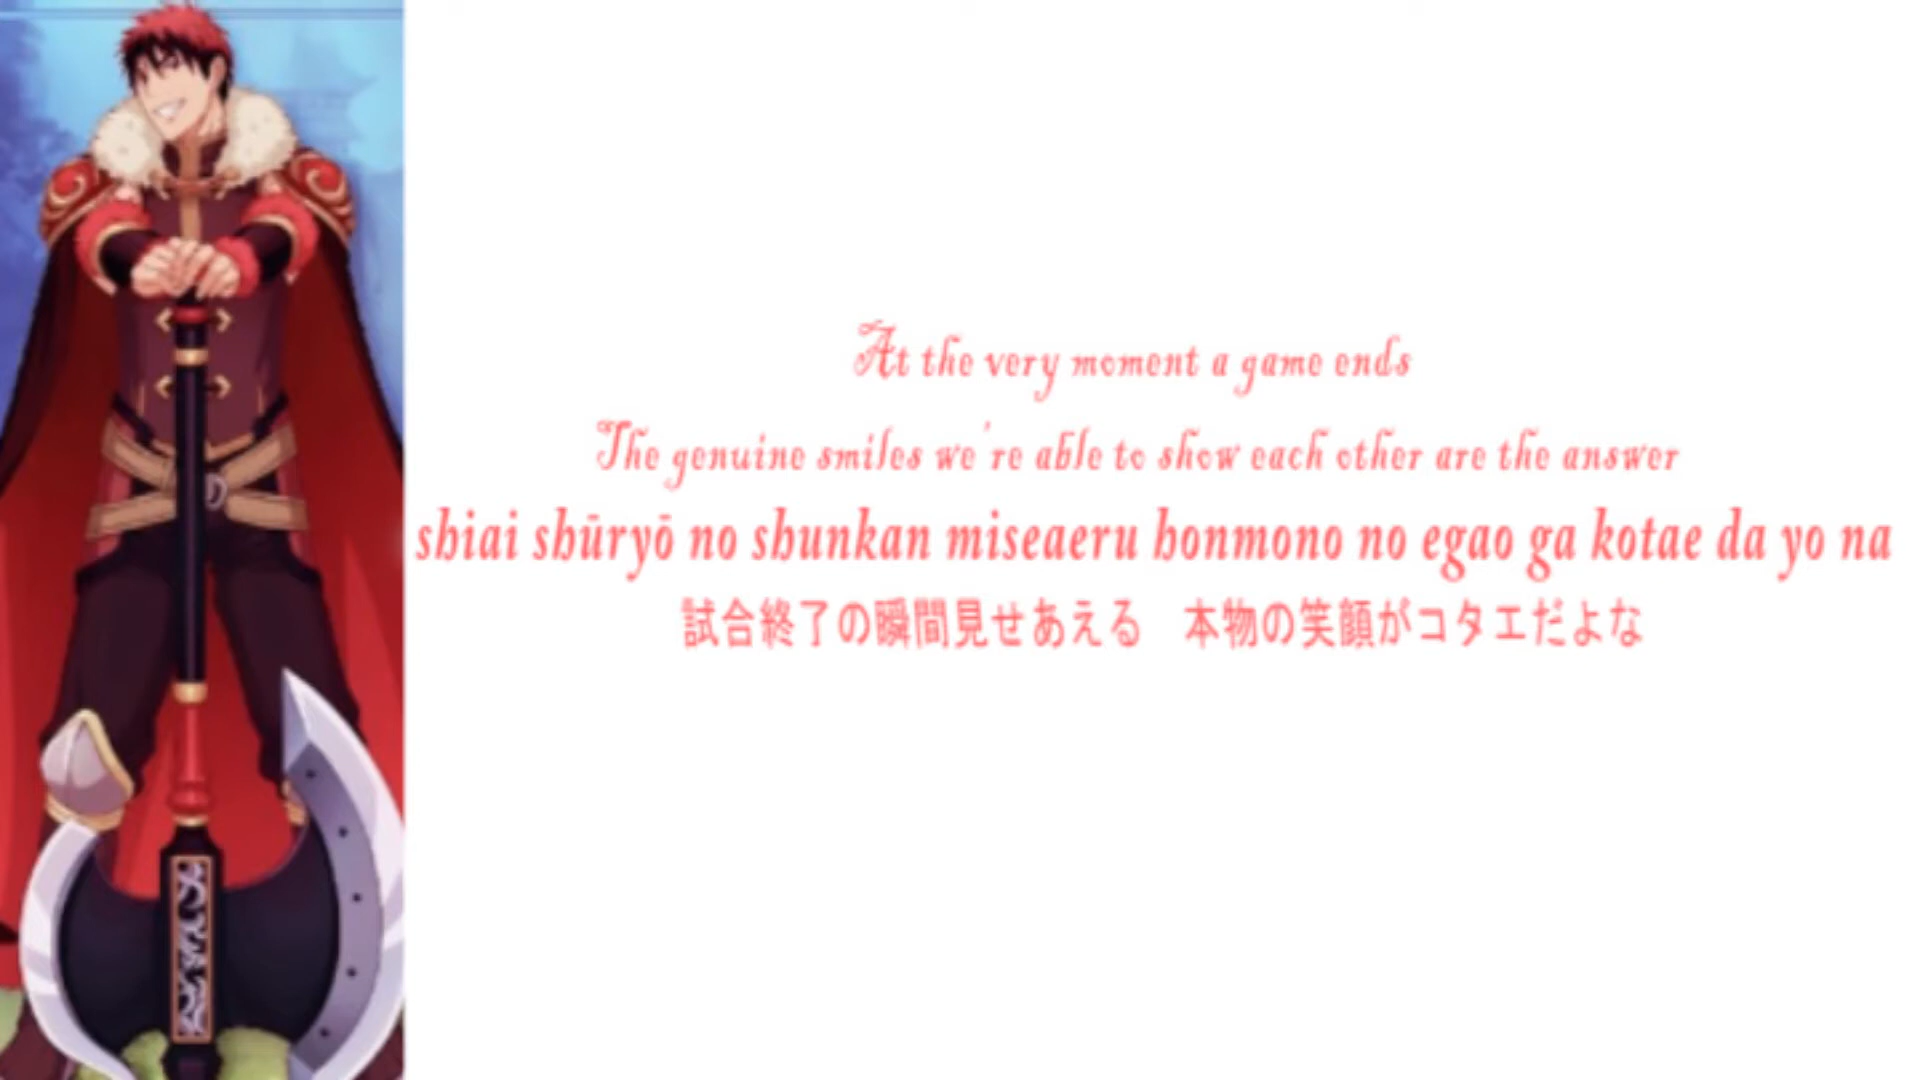 At the very moment a game ends
The genuine smiles we're able to show each other are the answer
shiai shūryō no shunkan miseaeru honmono no egao ga kotae da yo na
試合終了の瞬間見せあえる　本物の笑顔がコタエだよな